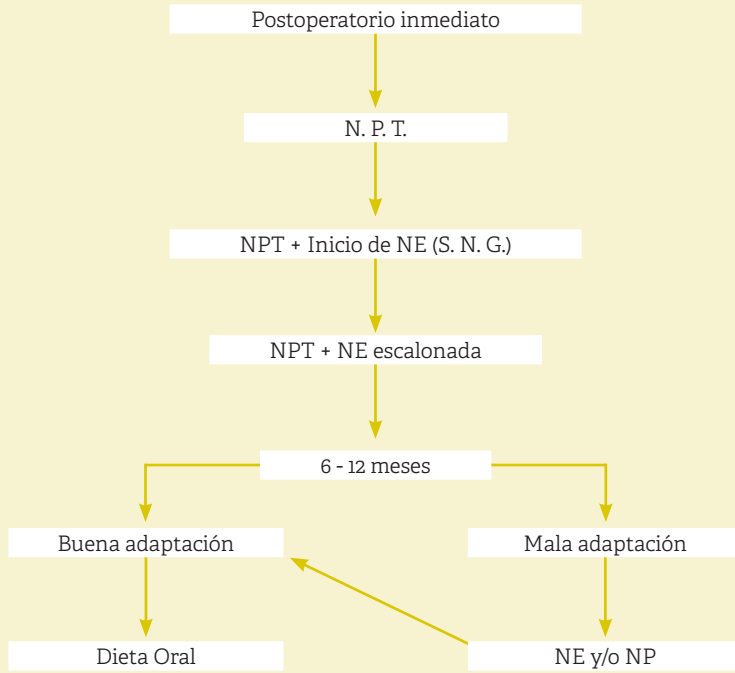 Postoperatorio inmediato
N. P. T.
NPT + Inicio de NE (S. N. G.)
NPT + NE escalonada
6 - 12 meses
Buena adaptación
Mala adaptación
Dieta Oral
NE y/o NP